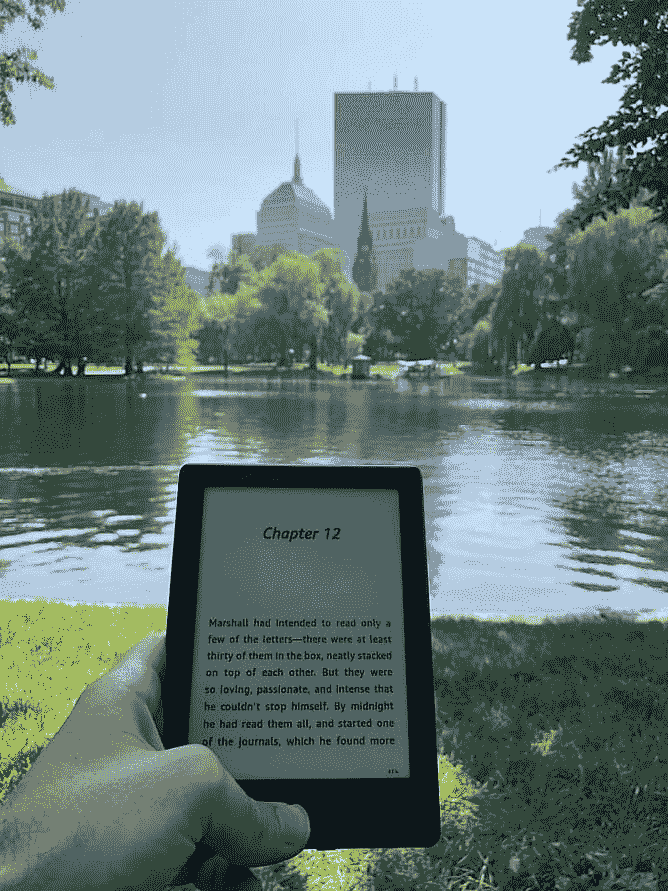 Chapter 12
Marshall had intended to read only a
few of the letters—there were at least
thirty of them in the box, neatly stacked
on top of each other. But they were
so loving, passionate, and intense that
he couldn't stop himself. By midnight
he had read them all, and started one
of the journals, which he found more